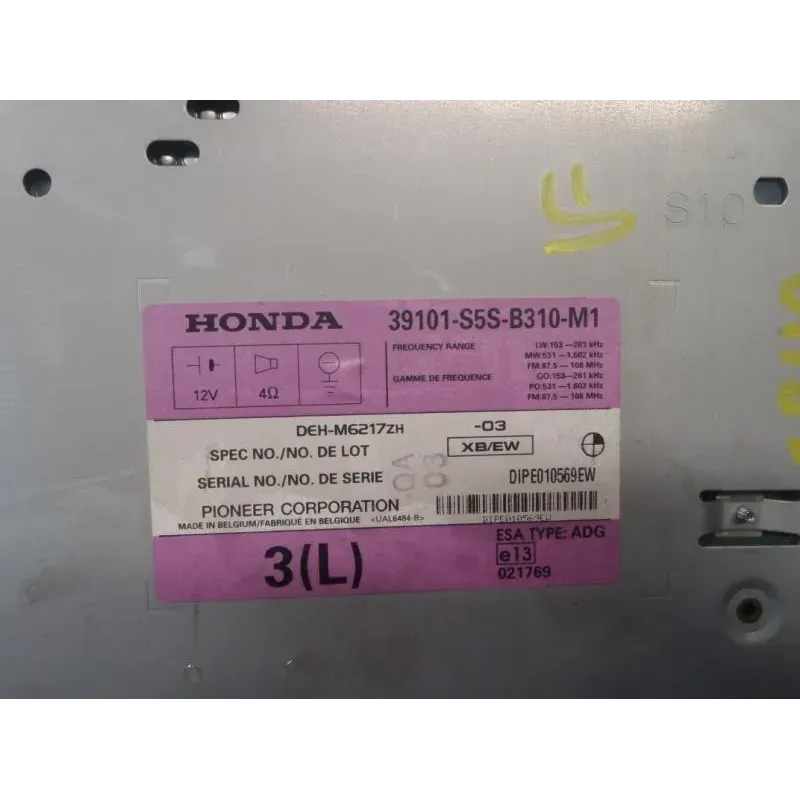 S10
HONDA 39101-S5S-B310-M1
FREQUENCY RANGE LW:153-281 kHz
MW:531-1,602 kHz
FM:87.5-108 MHz
GAMME DE FREQUENCE GO:153-281 kHz
PO:531-1,602 kHz
FM:87.5-108 MHz
12V 4Ω
DEH-M6217ZH -03
SPEC NO./NO. DE LOT XB/EW
SERIAL NO./NO. DE SERIE DIPE010569EW
03
PIONEER CORPORATION
MADE IN BELGIUM/FABRIQUÉ EN BELGIQUE <UAL6484-B> DIPE010569EW
ESA TYPE: ADG
3(L) e13
021769